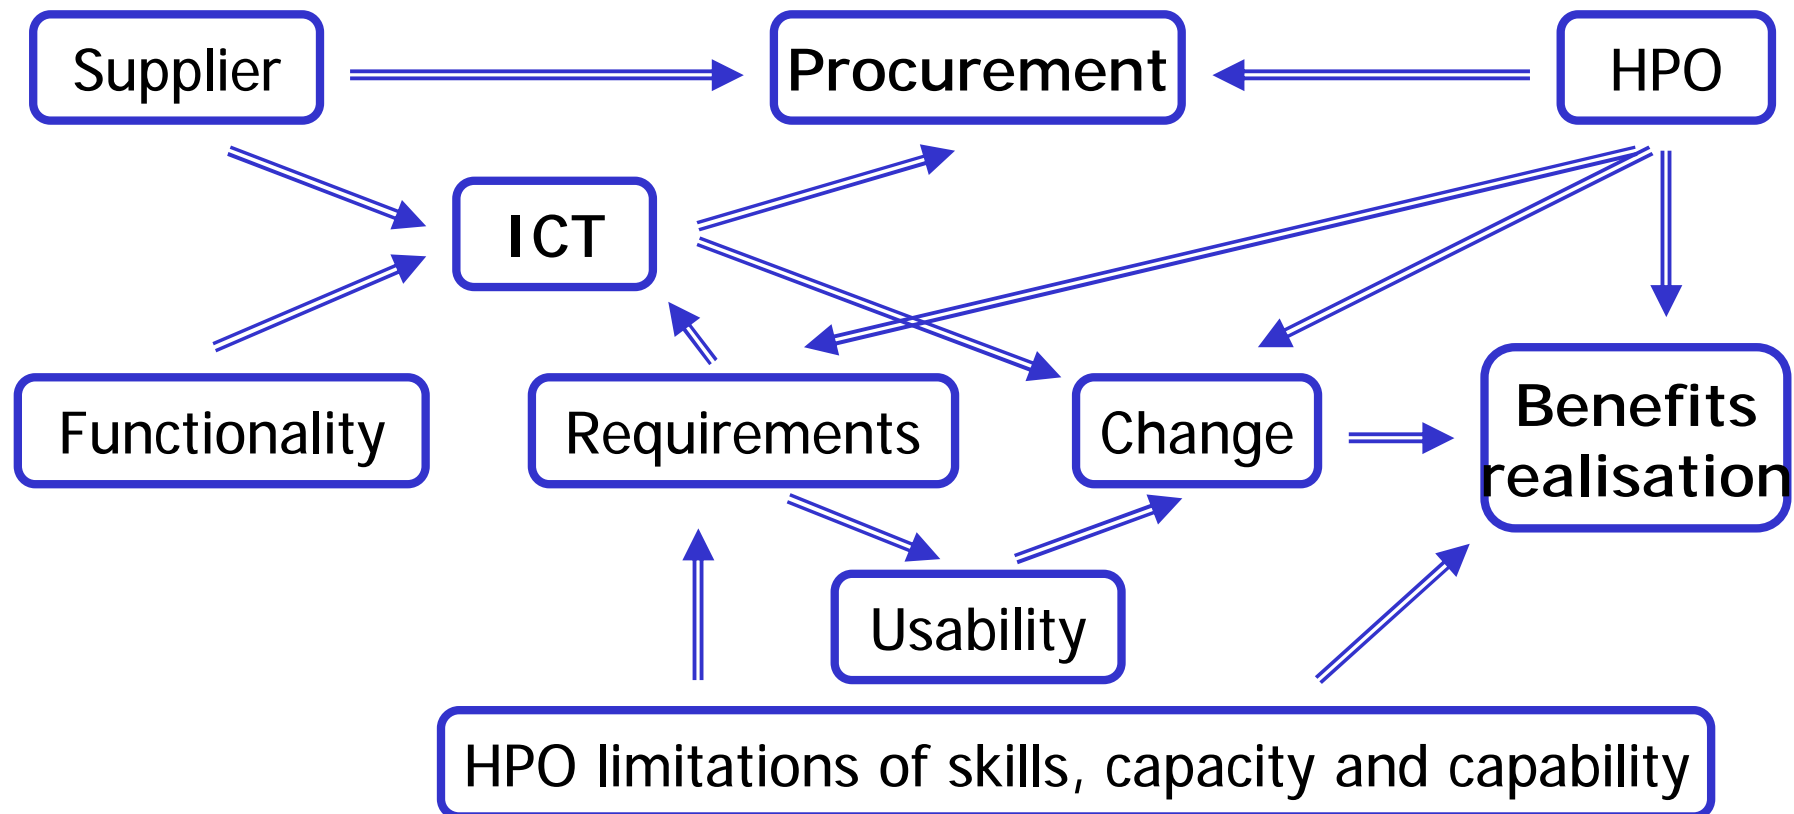 Supplier
Procurement
HPO
ICT
Functionality
Requirements
Change
Benefits
realisation
Usability
HPO limitations of skills, capacity and capability